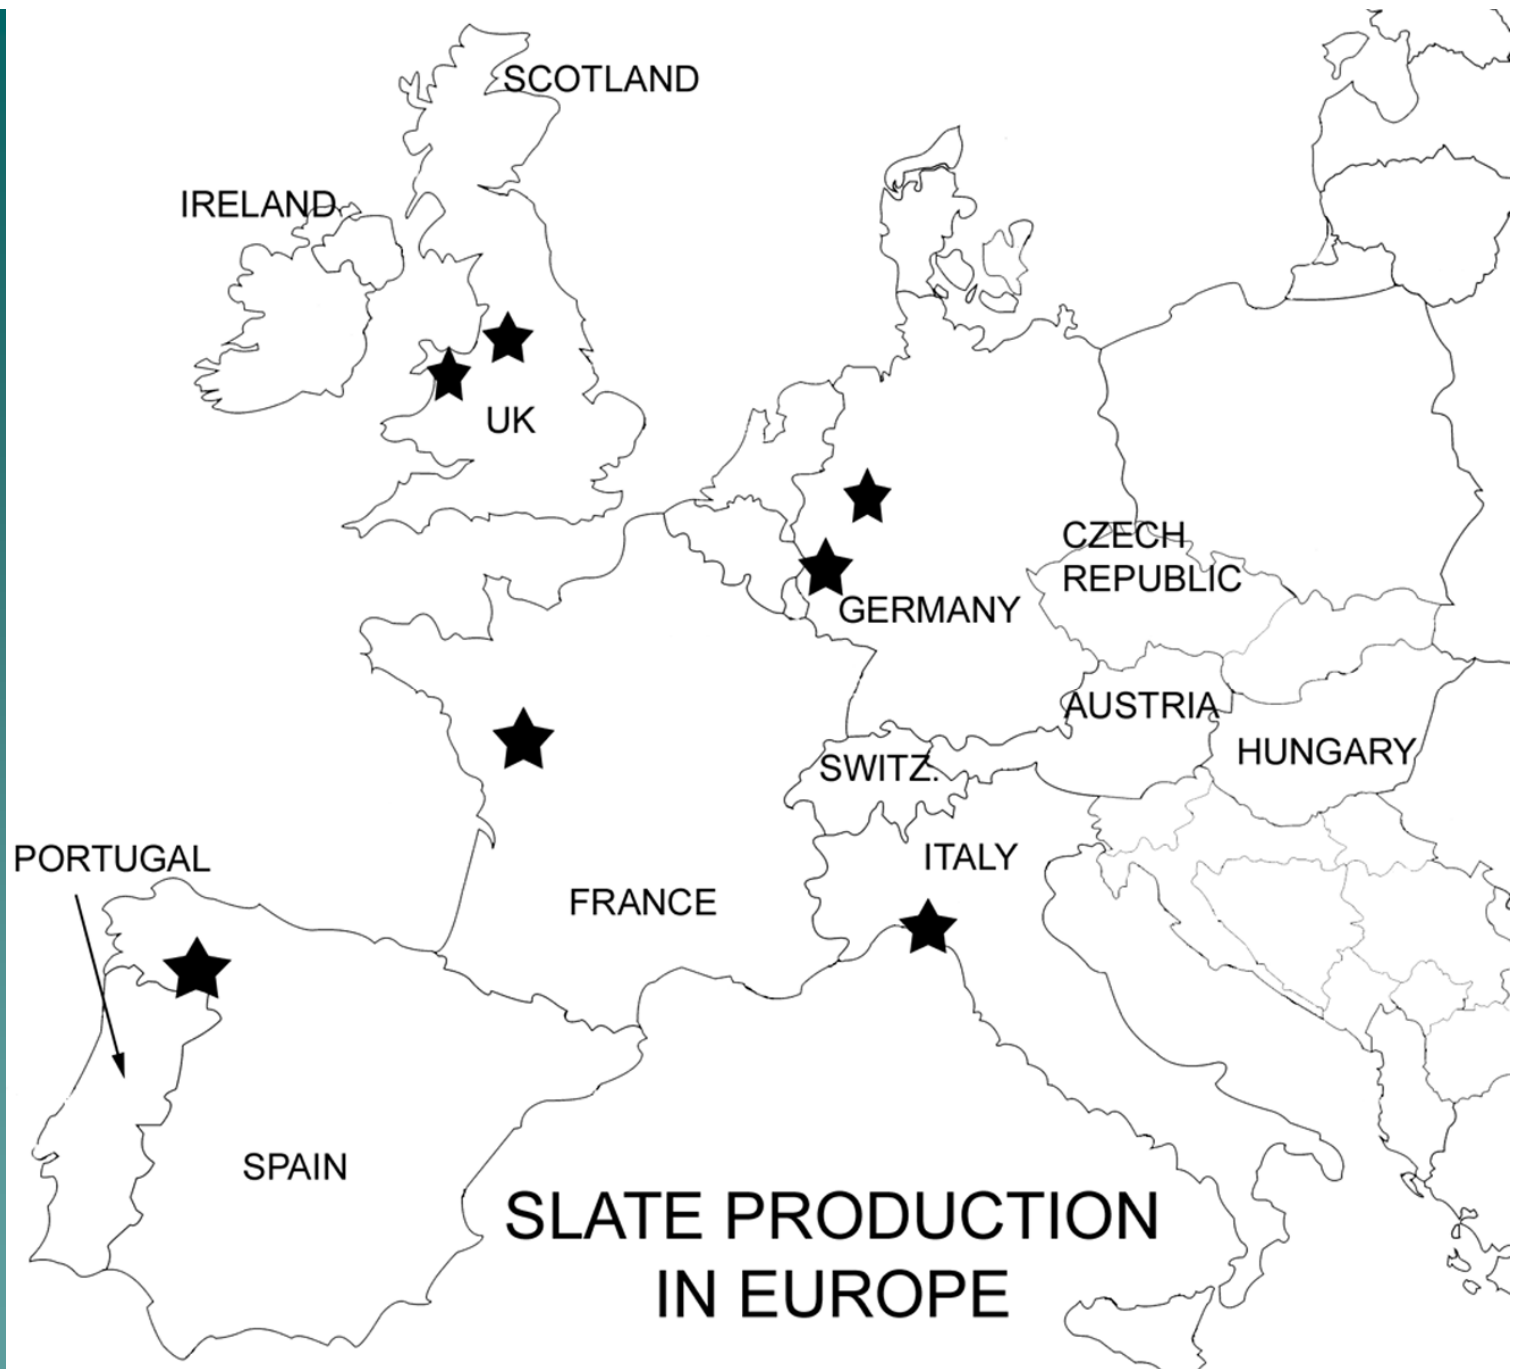 SCOTLAND
IRELAND
UK
CZECH
REPUBLIC
GERMANY
AUSTRIA
HUNGARY
SWITZ.
ITALY
PORTUGAL
FRANCE
SPAIN
SLATE PRODUCTION
IN EUROPE